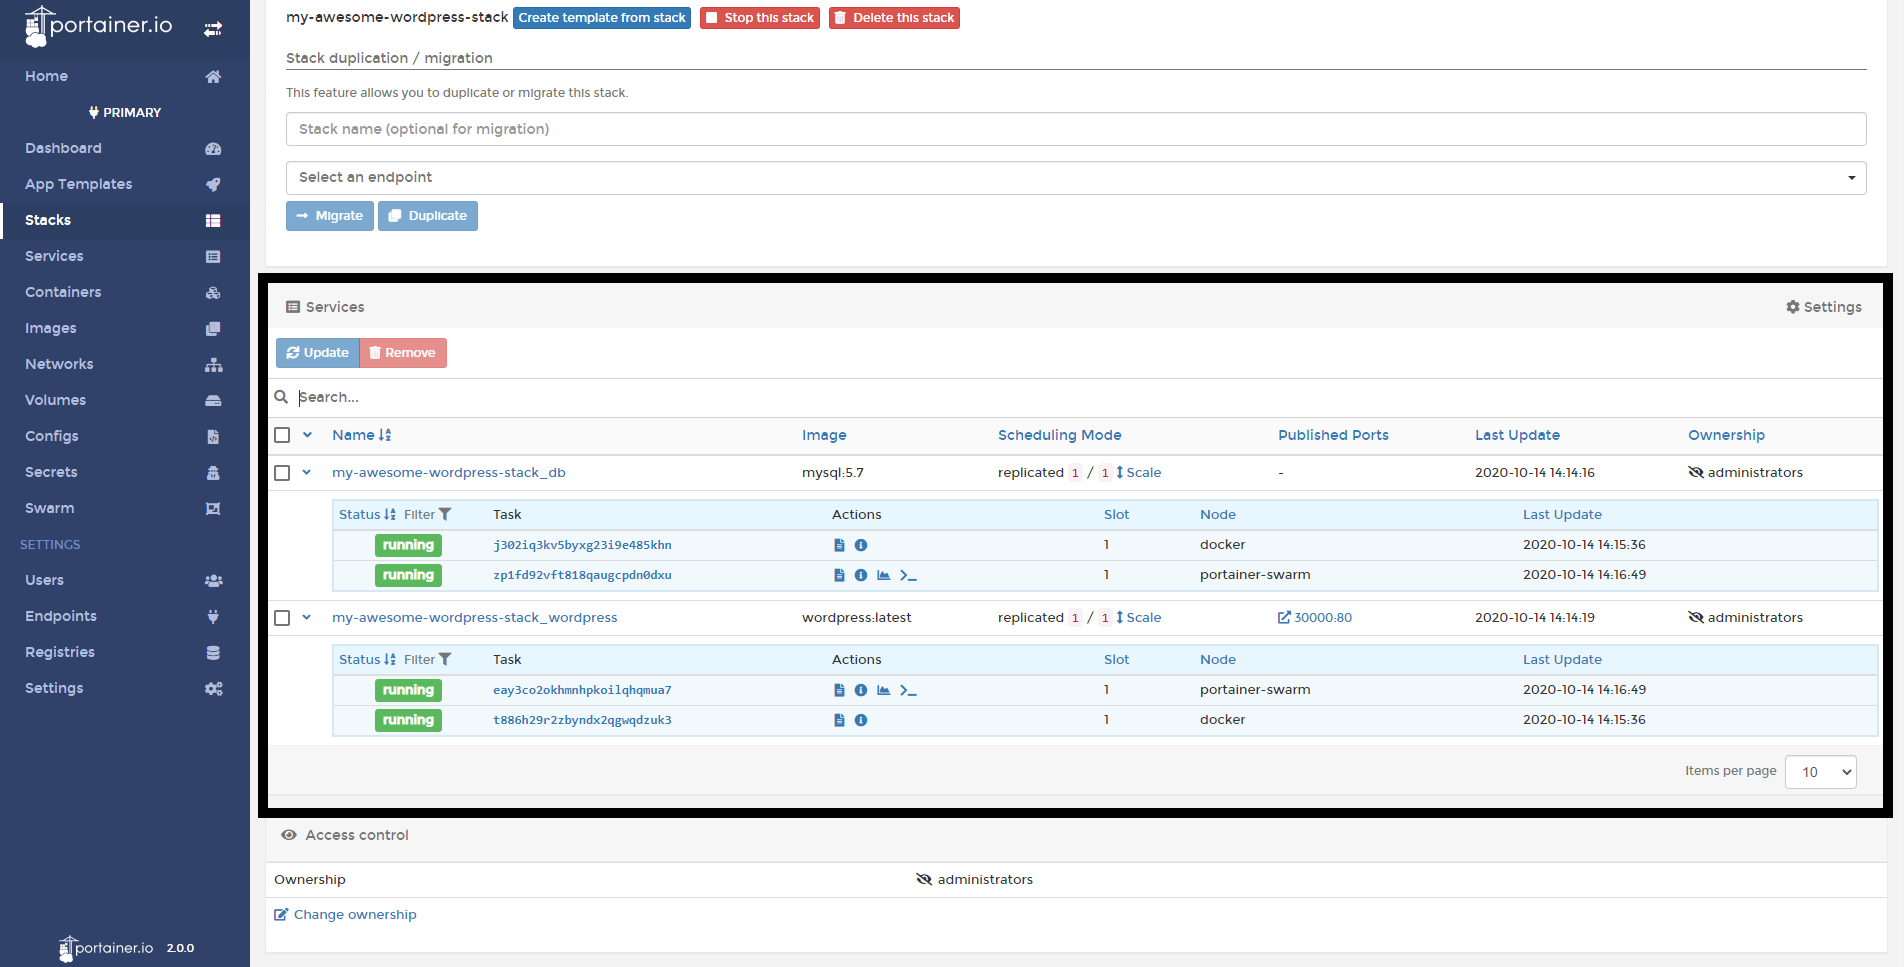 portainer.io
my-awesome-wordpress-stack Create template from stack Stop this stack Delete this stack
Home
PRIMARY
Dashboard
App Templates
Stacks
Services
Containers
Images
Networks
Volumes
Configs
Secrets
Swarm
SETTINGS
Users
Endpoints
Registries
Settings
portainer.io 2.0.0
Stack duplication / migration
This feature allows you to duplicate or migrate this stack.
Stack name (optional for migration)
Select an endpoint
Migrate Duplicate
Services Settings
Update Remove
Search...
Name Image Scheduling Mode Published Ports Last Update Ownership
my-awesome-wordpress-stack_db mysql:5.7 replicated 1 / 1 Scale - 2020-10-14 14:14:16 administrators
Status Filter Task Actions Slot Node Last Update
running j302iq3kv5byxg23i9e485khn 1 docker 2020-10-14 14:15:36
running zp1fd92vft818qaugcpdn0dxu 1 portainer-swarm 2020-10-14 14:16:49
my-awesome-wordpress-stack_wordpress wordpress:latest replicated 1 / 1 Scale 30000:80 2020-10-14 14:14:19 administrators
Status Filter Task Actions Slot Node Last Update
running eay3co2okhmnhpkoilqhqmua7 1 portainer-swarm 2020-10-14 14:16:49
running t886h29r2zbyndx2qgwqdzuk3 1 docker 2020-10-14 14:15:36
Items per page 10
Access control
Ownership administrators
Change ownership